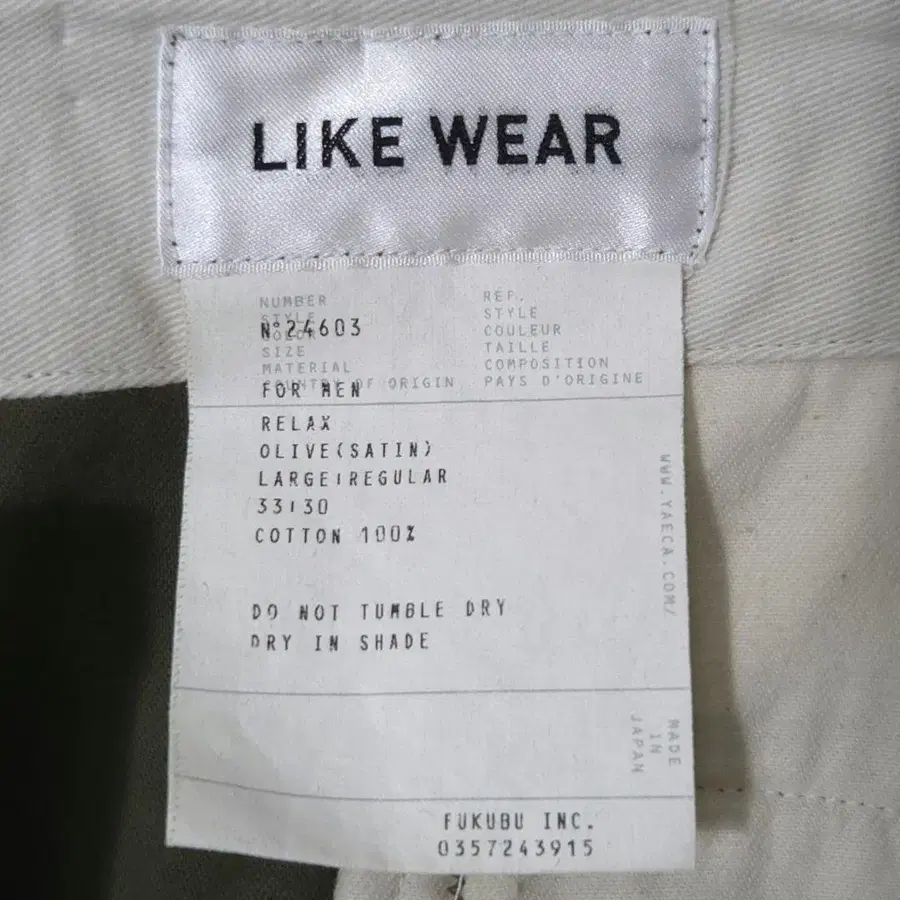 LIKE WEAR
NUMBER
STYLE
COLOR
SIZE
MATERIAL
COUNTRY OF ORIGIN
REF.
STYLE
COULEUR
TAILLE
COMPOSITION
PAYS D'ORIGINE
N°24603
FOR MEN
RELAX
OLIVE(SATIN)
LARGE:REGULAR
33:30
COTTON 100%
DO NOT TUMBLE DRY
DRY IN SHADE
WWW.YAECA.COM/
MADE
IN
JAPAN
FUKUBU INC.
0357243915